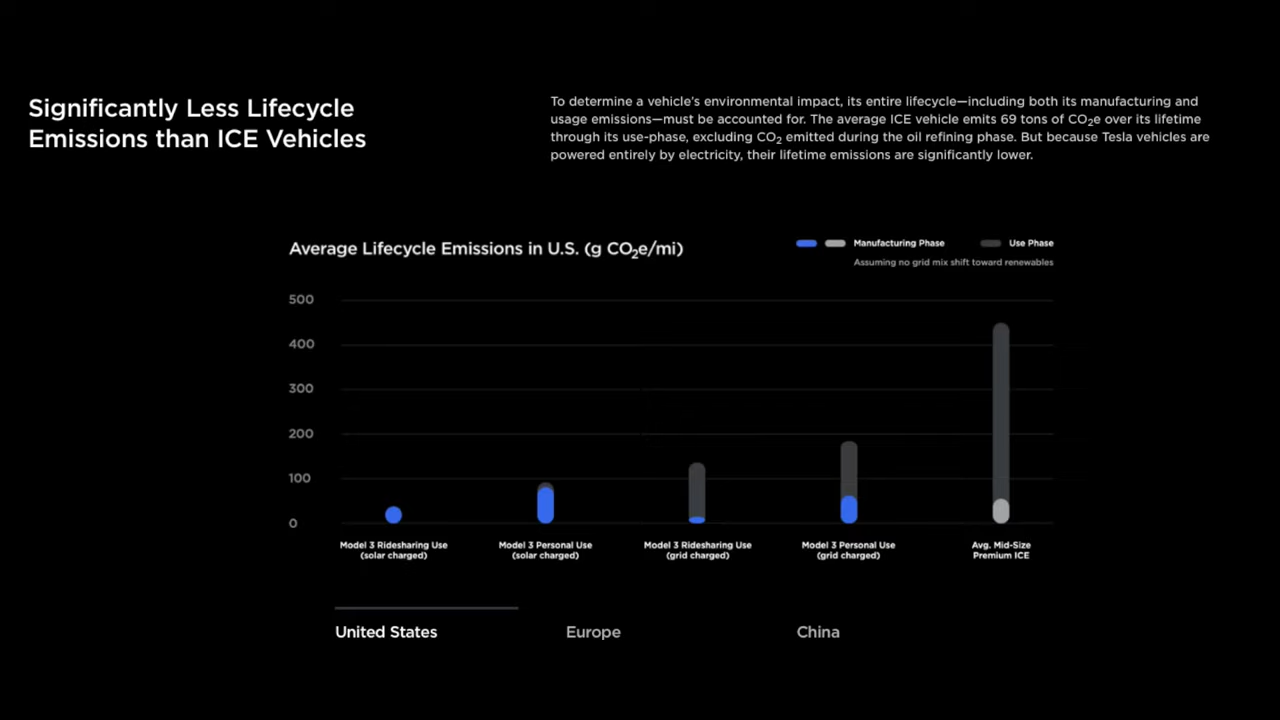 Significantly Less Lifecycle
Emissions than ICE Vehicles
To determine a vehicle's environmental impact, its entire lifecycle—including both its manufacturing and
usage emissions—must be accounted for. The average ICE vehicle emits 69 tons of CO₂e over its lifetime
through its use-phase, excluding CO₂ emitted during the oil refining phase. But because Tesla vehicles are
powered entirely by electricity, their lifetime emissions are significantly lower.
Average Lifecycle Emissions in U.S. (g CO₂e/mi)
Manufacturing Phase
Use Phase
Assuming no grid mix shift toward renewables
500
400
300
200
100
0
Model 3 Ridesharing Use
(solar charged)
Model 3 Personal Use
(solar charged)
Model 3 Ridesharing Use
(grid charged)
Model 3 Personal Use
(grid charged)
Avg. Mid-Size
Premium ICE
United States
Europe
China